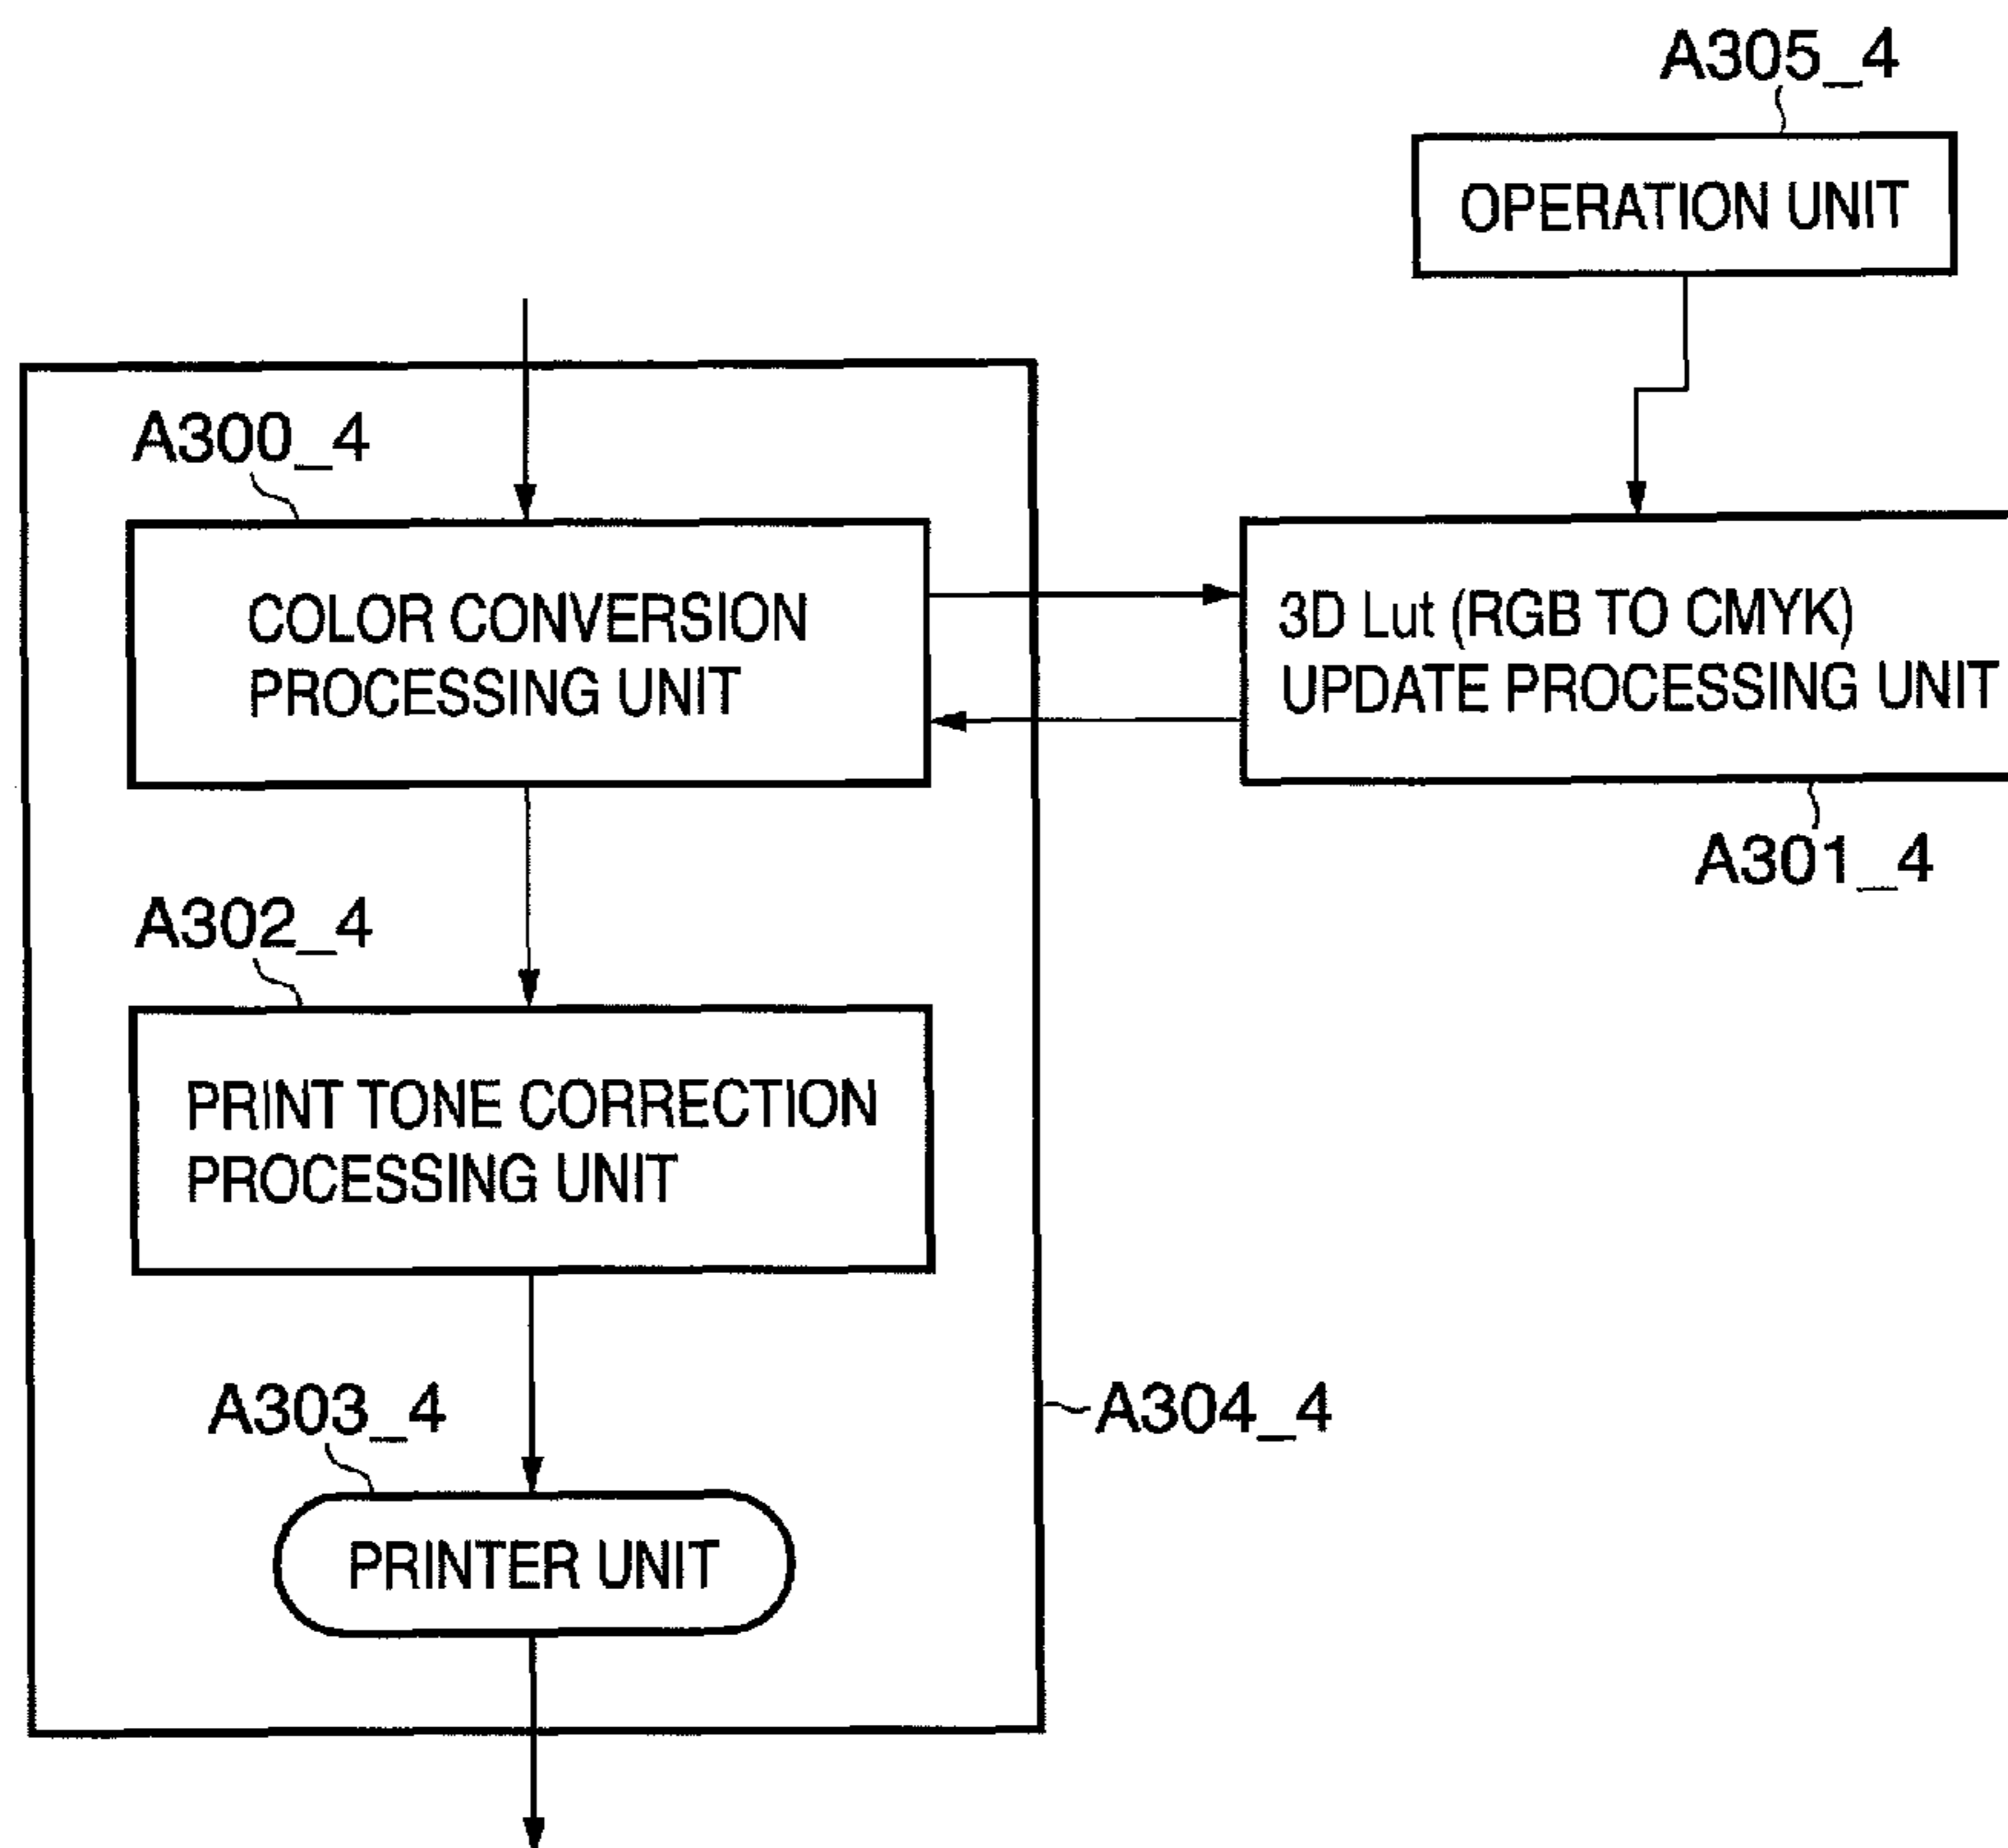 A305_4
OPERATION UNIT
A300_4
COLOR CONVERSION
PROCESSING UNIT
3D Lut (RGB TO CMYK)
UPDATE PROCESSING UNIT
A301_4
A302_4
PRINT TONE CORRECTION
PROCESSING UNIT
A303_4
A304_4
PRINTER UNIT